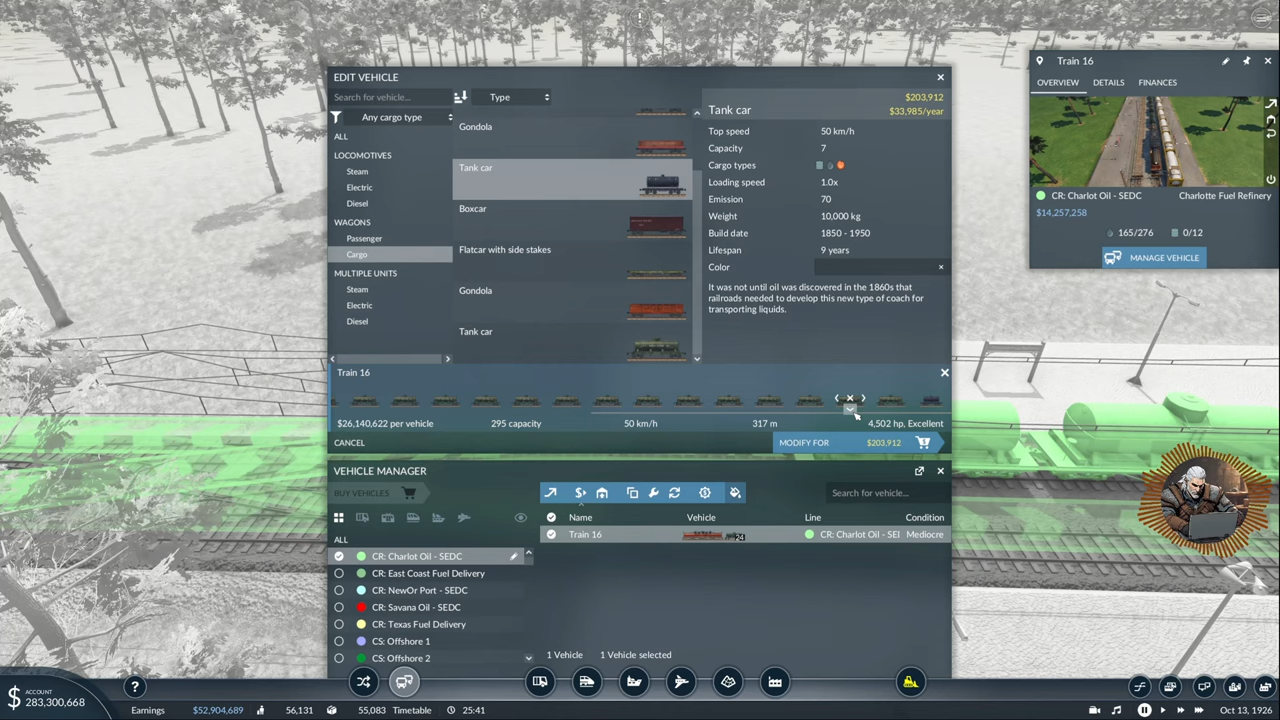 EDIT VEHICLE
Search for vehicle...
Type
Any cargo type
ALL
LOCOMOTIVES
Steam
Electric
Diesel
WAGONS
Passenger
Cargo
MULTIPLE UNITS
Steam
Electric
Diesel
Gondola
Tank car
Boxcar
Flatcar with side stakes
Gondola
Tank car
$203,912
Tank car
$33,985/year
Top speed 50 km/h
Capacity 7
Cargo types
Loading speed 1.0x
Emission 70
Weight 10,000 kg
Build date 1850 - 1950
Lifespan 9 years
Color
It was not until oil was discovered in the 1860s that
railroads needed to develop this new type of coach for
transporting liquids.
Train 16
$26,140,622 per vehicle 295 capacity 50 km/h 317 m 4,502 hp, Excellent
CANCEL
MODIFY FOR $203,912
VEHICLE MANAGER
BUY VEHICLES
Search for vehicle...
Name Vehicle Line Condition
Train 16 24 CR: Charlot Oil - SEI Mediocre
ALL
CR: Charlot Oil - SEDC
CR: East Coast Fuel Delivery
CR: NewOr Port - SEDC
CR: Savana Oil - SEDC
CR: Texas Fuel Delivery
CS: Offshore 1
CS: Offshore 2
1 Vehicle 1 Vehicle selected
Train 16
OVERVIEW DETAILS FINANCES
CR: Charlot Oil - SEDC Charlotte Fuel Refinery
$14,257,258
165/276 0/12
MANAGE VEHICLE
$ ACCOUNT
283,300,668
?
Earnings $52,904,689 56,131 55,083 Timetable 25:41
Oct 13, 1926